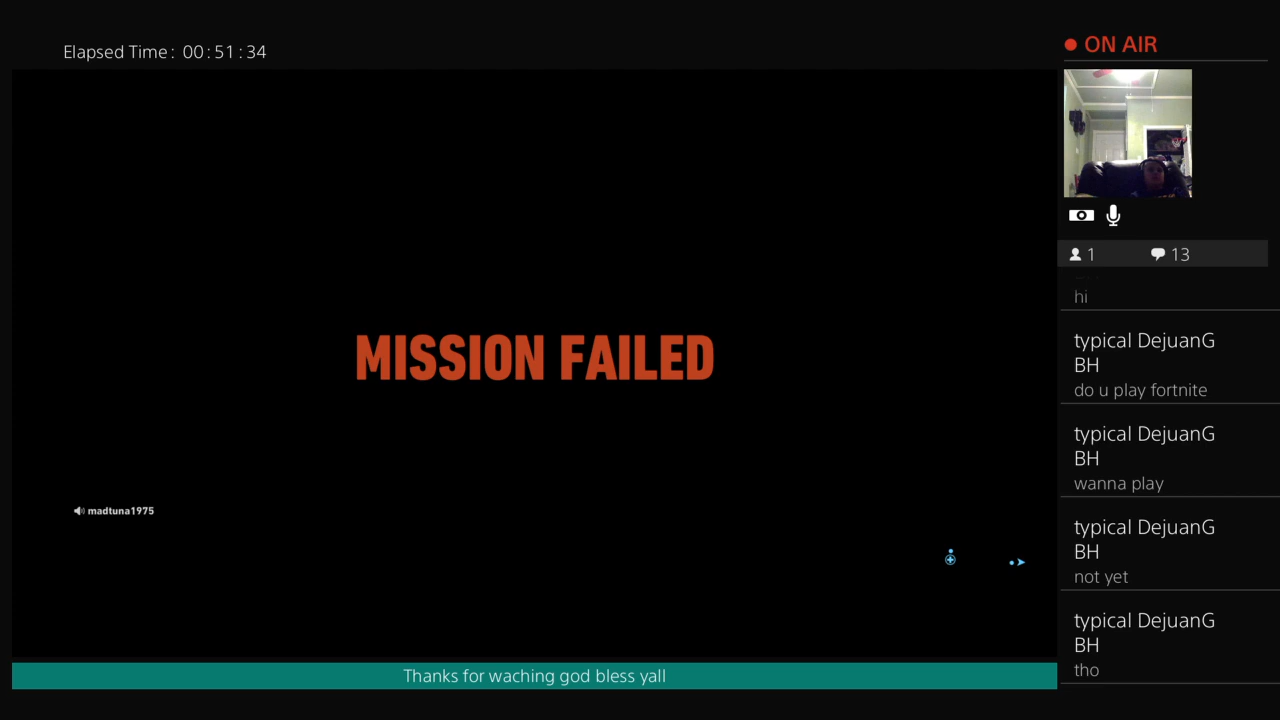 Elapsed Time: 00:51:34
ON AIR
1
13
hi
typical DejuanG
BH
do u play fortnite
typical DejuanG
BH
wanna play
typical DejuanG
BH
not yet
typical DejuanG
BH
tho
MISSION FAILED
madtuna1975
Thanks for waching god bless yall